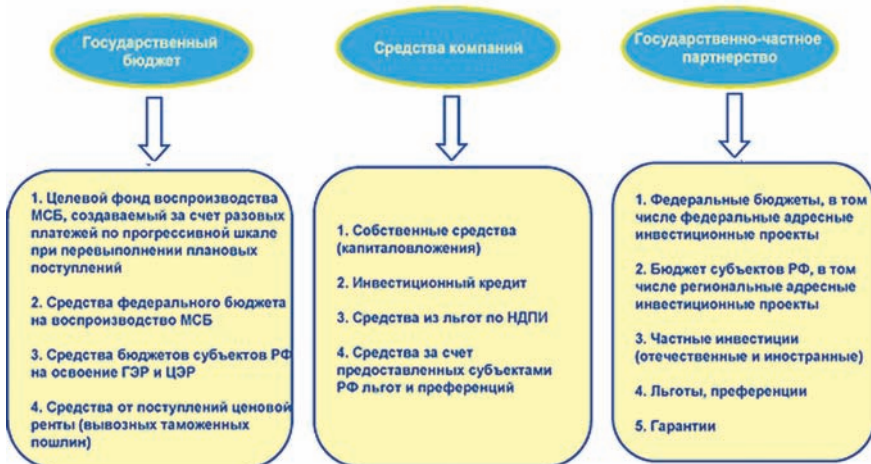 Государственный
бюджет
Средства компаний
Государственно-частное
партнерство
1. Целевой фонд воспроизводства
МСБ, создаваемый за счет разовых
платежей по прогрессивной шкале
при перевыполнении плановых
поступлений
2. Средства федерального бюджета
на воспроизводство МСБ
3. Средства бюджетов субъектов РФ
на освоение ГЭР и ЦЭР
4. Средства от поступлений ценовой
ренты (вывозных таможенных
пошлин)
1. Собственные средства
(капиталовложения)
2. Инвестиционный кредит
3. Средства из льгот по НДПИ
4. Средства за счет
предоставленных субъектами
РФ льгот и преференций
1. Федеральные бюджеты, в том
числе федеральные адресные
инвестиционные проекты
2. Бюджет субъектов РФ, в том
числе региональные адресные
инвестиционные проекты
3. Частные инвестиции
(отечественные и иностранные)
4. Льготы, преференции
5. Гарантии